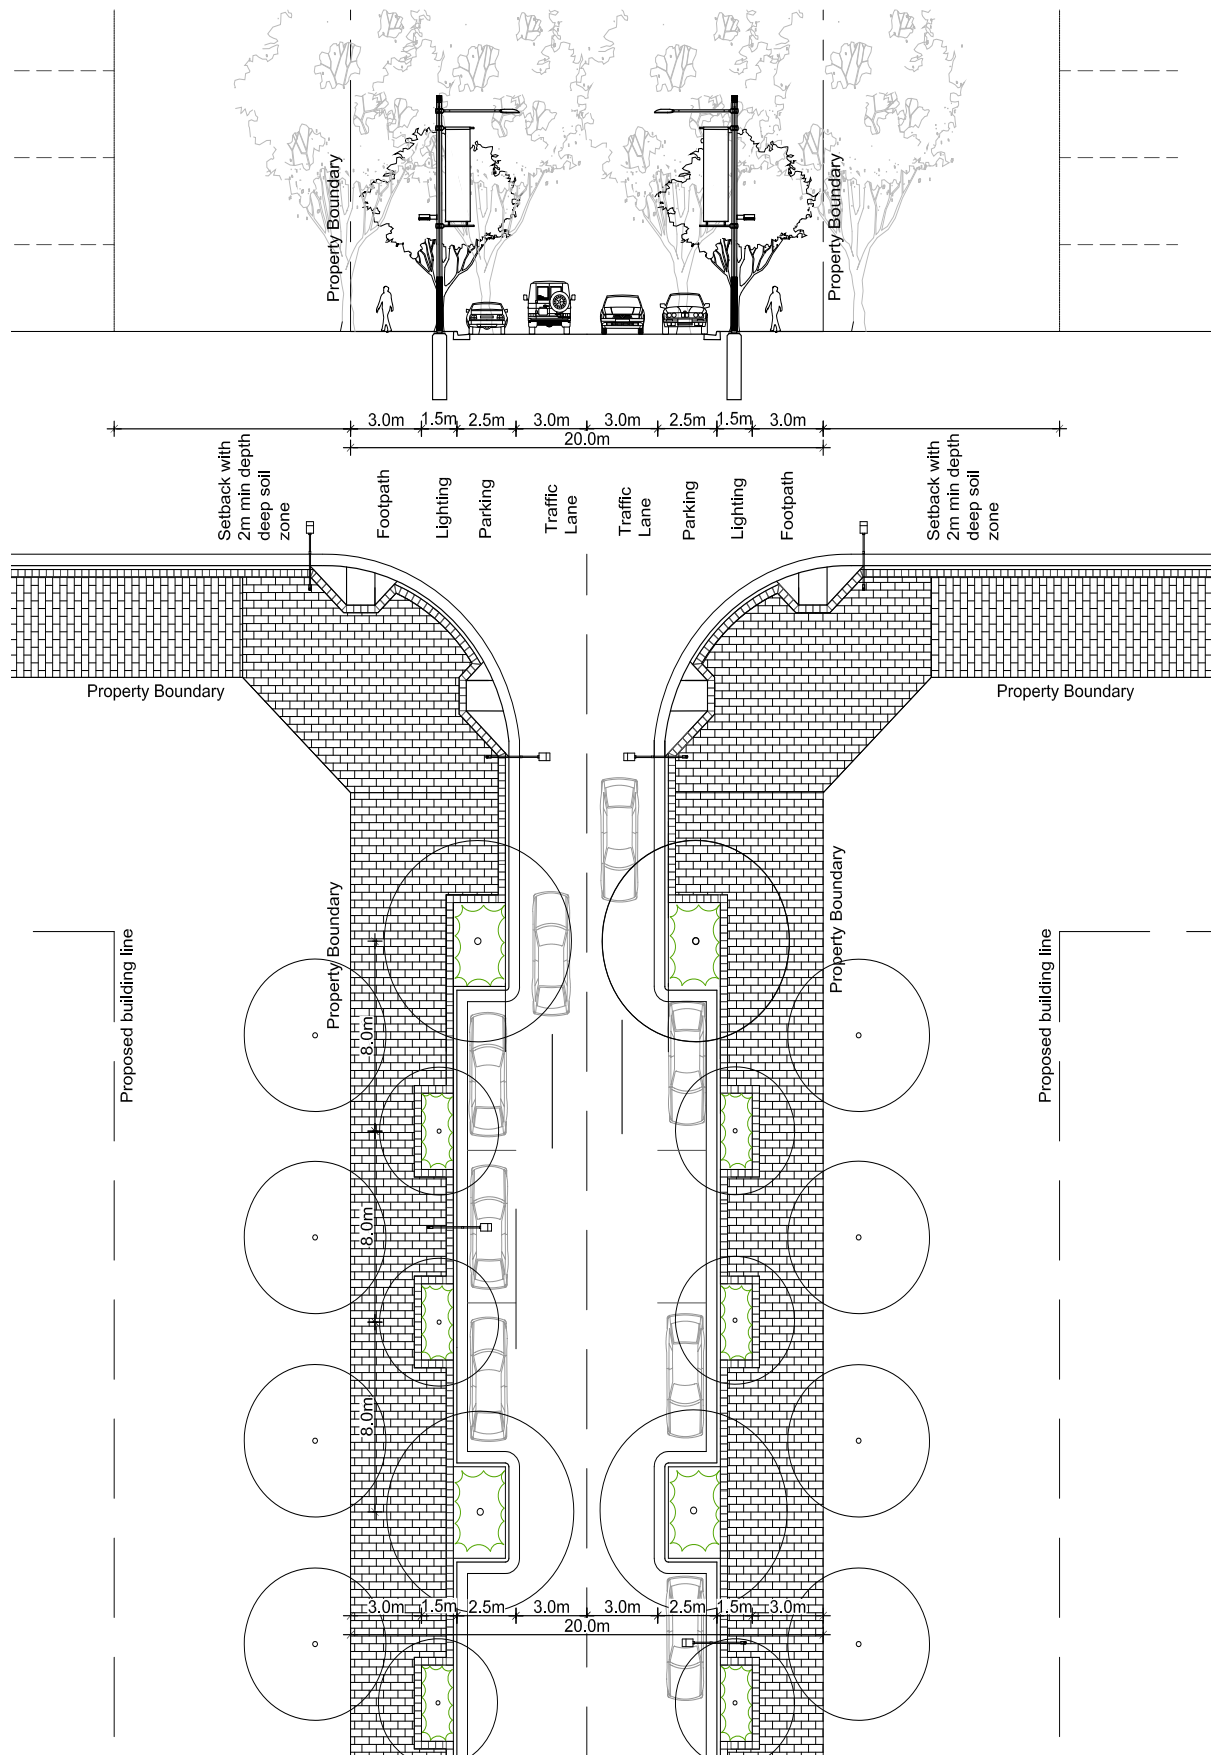 Property Boundary
Property Boundary
3.0m 1.5m 2.5m 3.0m 3.0m 2.5m 1.5m 3.0m
20.0m
Setback with
2m min depth
deep soil
zone
Footpath
Lighting
Parking
Traffic
Lane
Traffic
Lane
Parking
Lighting
Footpath
Setback with
2m min depth
deep soil
zone
Property Boundary
Property Boundary
Property Boundary
Property Boundary
Proposed building line
Proposed building line
8.0m
8.0m
8.0m
3.0m 1.5m 2.5m 3.0m 3.0m 2.5m 1.5m 3.0m
20.0m